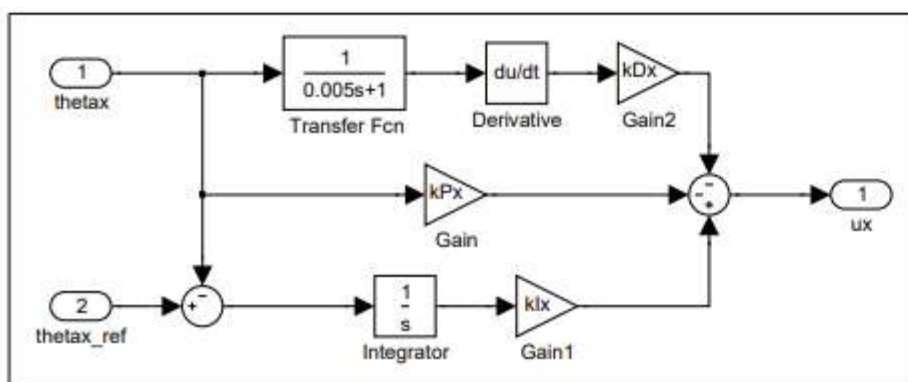 1
thetax
1
0.005s+1
Transfer Fcn
du/dt
Derivative
kDx
Gain2
kPx
Gain
-
-
+
1
ux
2
thetax_ref
+
-
1
s
Integrator
kIx
Gain1